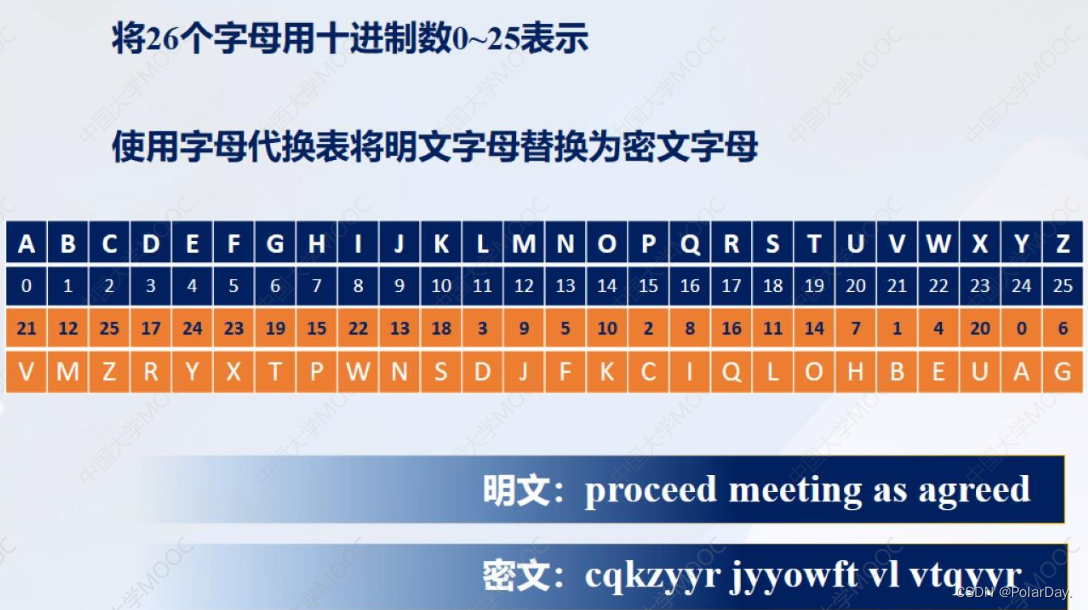 将26个字母用十进制数0~25表示
使用字母代换表将明文字母替换为密文字母
A B C D E F G H I J K L M N O P Q R S T U V W X Y Z
0 1 2 3 4 5 6 7 8 9 10 11 12 13 14 15 16 17 18 19 20 21 22 23 24 25
21 12 25 17 24 23 19 15 22 13 18 3 9 5 10 2 8 16 11 14 7 1 4 20 0 6
V M Z R Y X T P W N S D J F K C I Q L O H B E U A G
明文：proceed meeting as agreed
密文：cqkzyyr jyyowft vl vtqyyr
CSDN @PolarDay.
中国大学MOOC